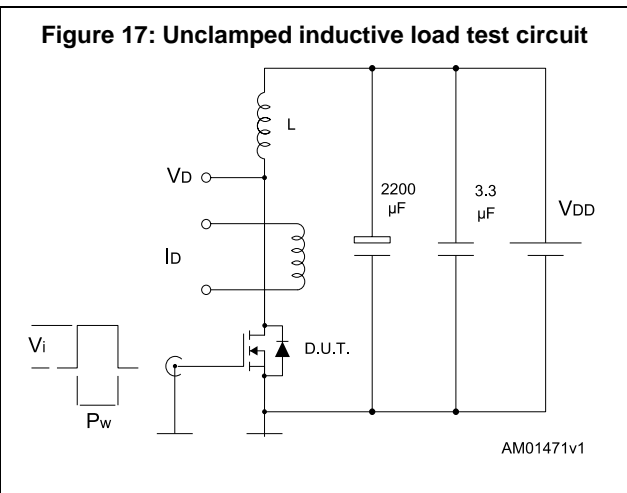 Figure 17: Unclamped inductive load test circuit
L
VD
2200
µF
3.3
µF
VDD
ID
Vi
D.U.T.
Pw
AM01471v1